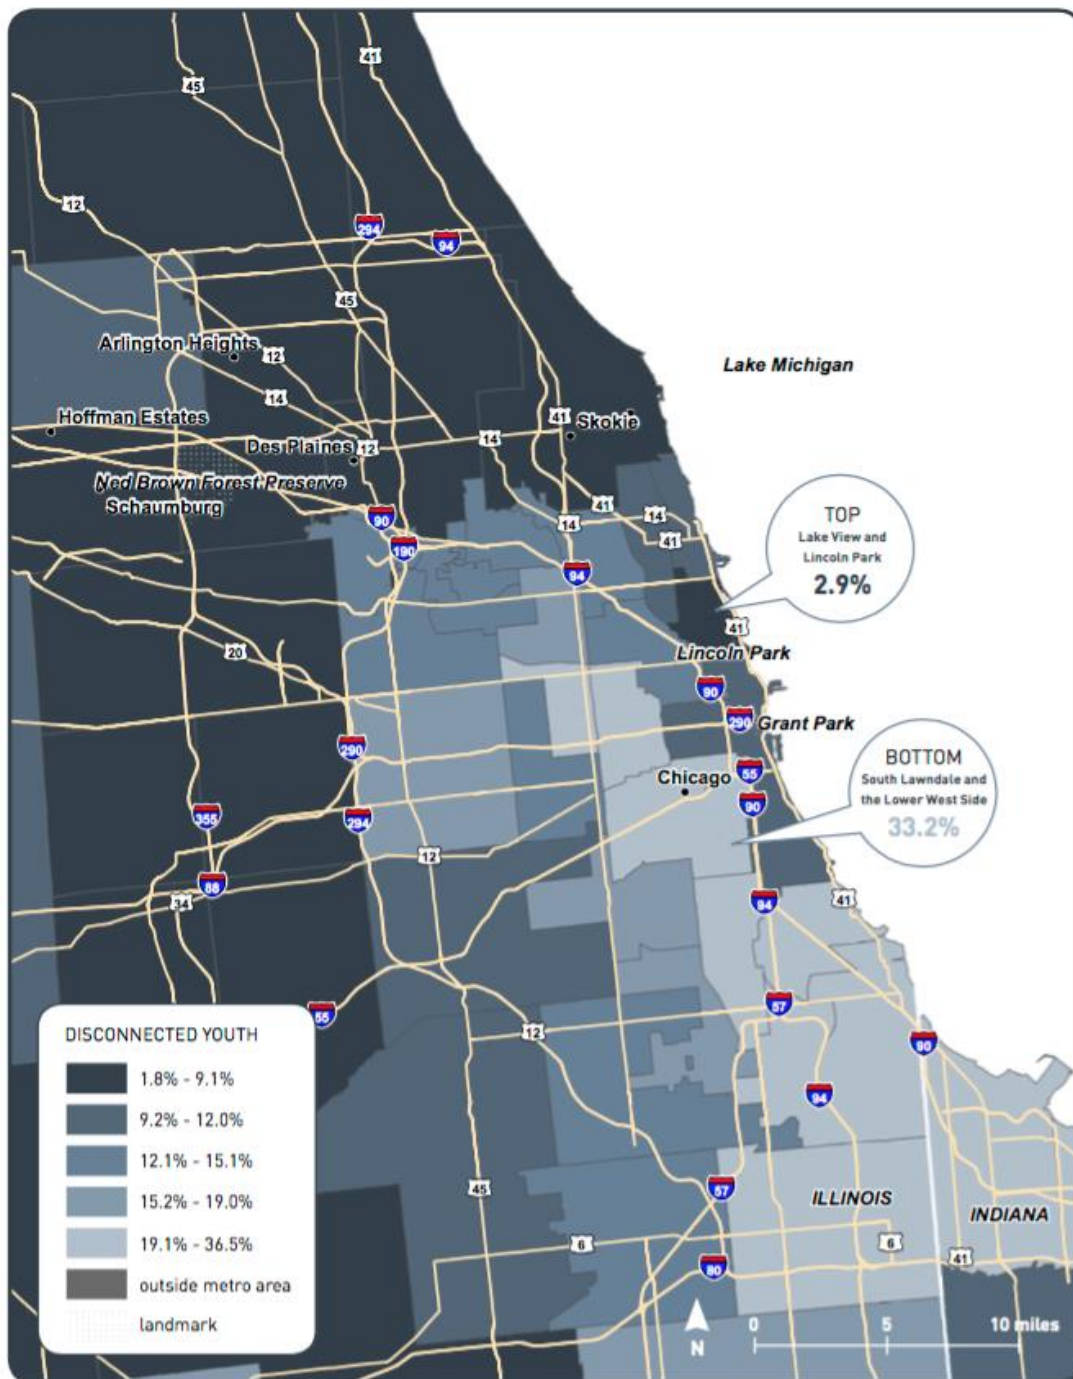 41
45
12
294
94
45
Arlington Heights
12
Lake Michigan
14
Hoffman Estates
41
Skokie
14
Des Plaines
12
Ned Brown Forest Preserve
Schaumburg
90
41
14
14
41
190
94
TOP
Lake View and
Lincoln Park
2.9%
41
20
Lincoln Park
90
290
Grant Park
290
55
Chicago
90
BOTTOM
South Lawndale and
the Lower West Side
33.2%
355
294
12
88
34
94
41
57
55
12
90
94
DISCONNECTED YOUTH
1.8% - 9.1%
9.2% - 12.0%
12.1% - 15.1%
15.2% - 19.0%
19.1% - 36.5%
outside metro area
landmark
45
57
ILLINOIS
INDIANA
6
6
41
80
N
0 5 10 miles